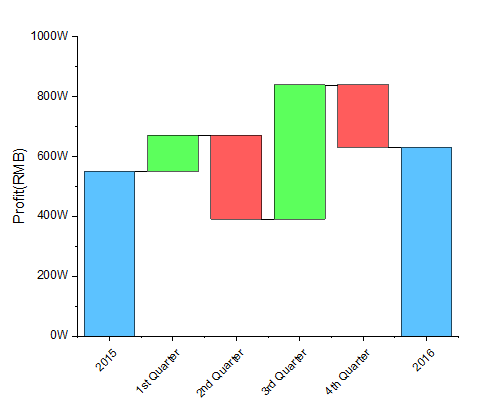 1000W
800W
600W
400W
200W
0W
Profit(RMB)
2015
1st Quarter
2nd Quarter
3rd Quarter
4th Quarter
2016